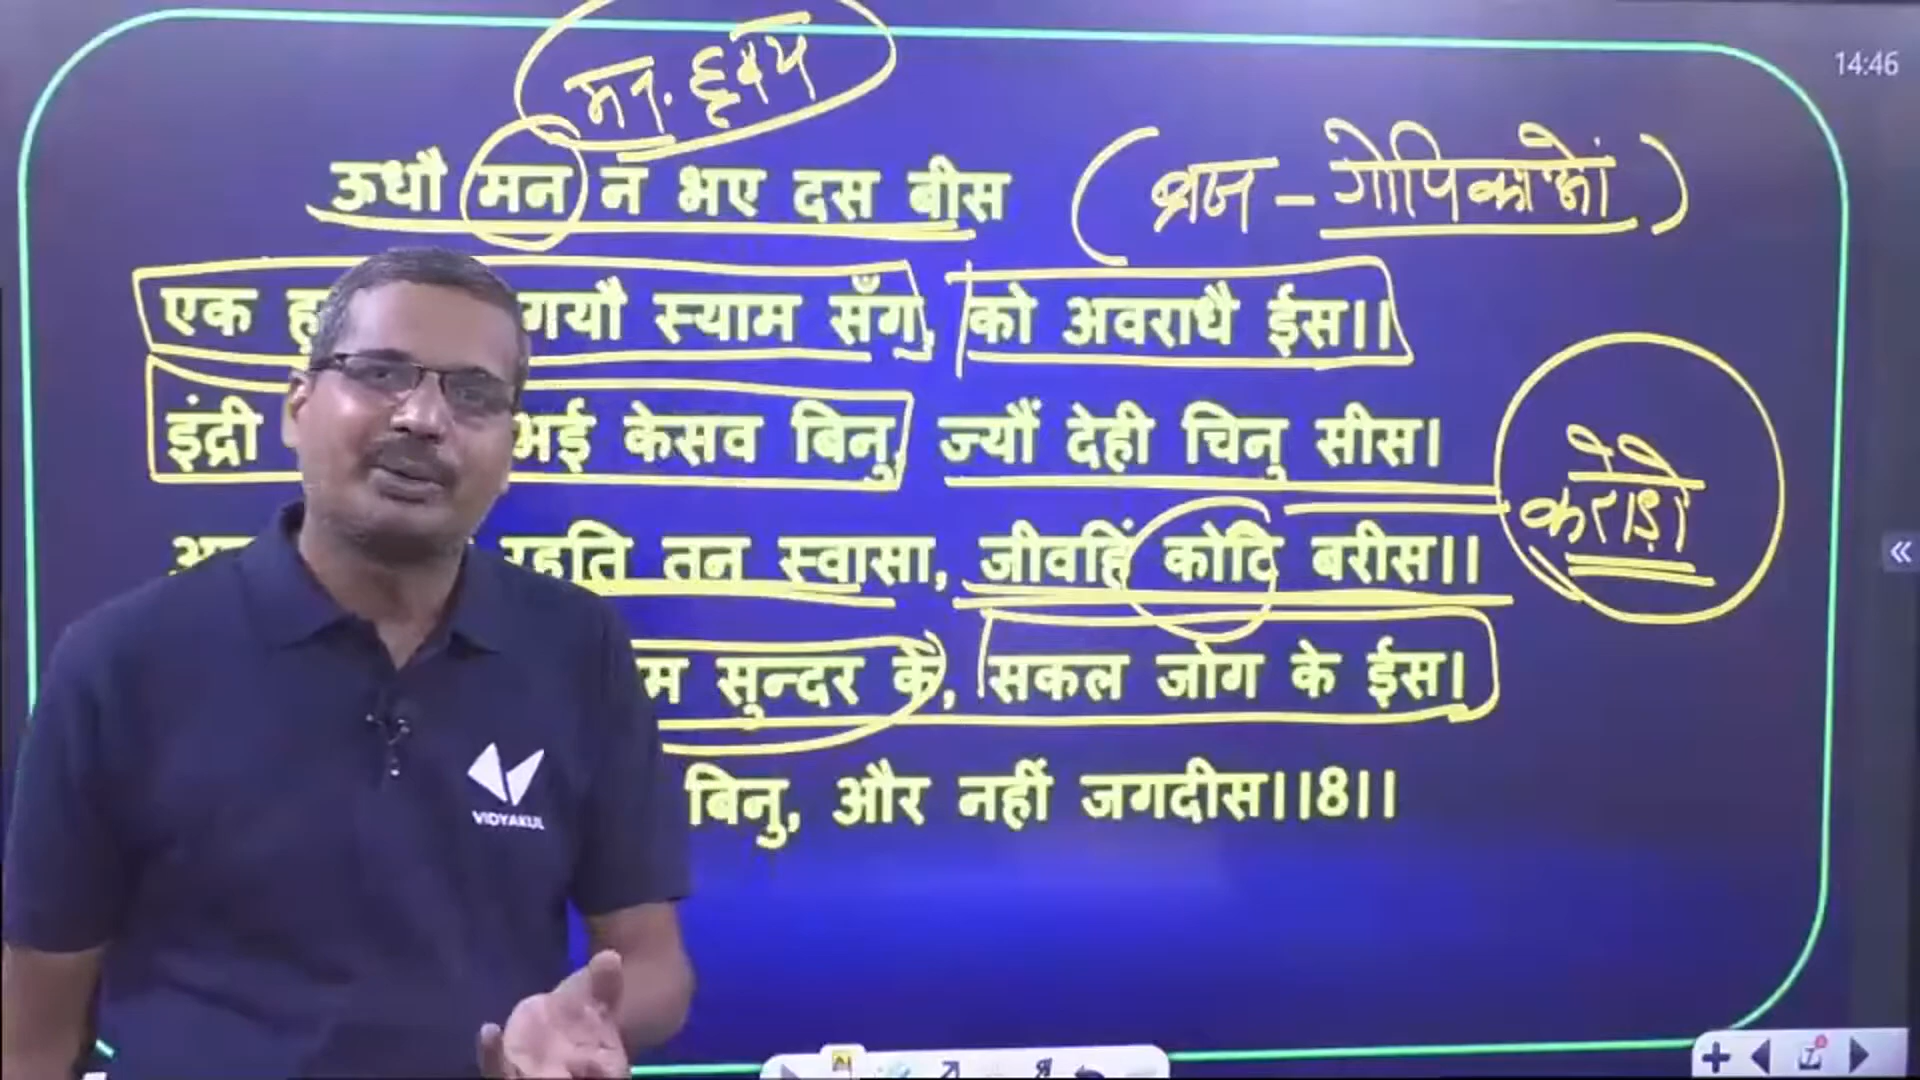 14:46
मन. हृदय
ऊधौ मन न भए दस बीस (ब्रज - गोपिकाओं)
एक गयौ स्याम सँग, को अवराधै ईस।।
इंद्री भई केसव बिनु, ज्यौं देही चिनु सीस।
करोड़ो
रहति तन स्वासा, जीवहिं कोटि बरीस।।
सुन्दर के, सकल जोग के ईस।
बिनु, और नहीं जगदीस।।8।।
VIDYAKUL